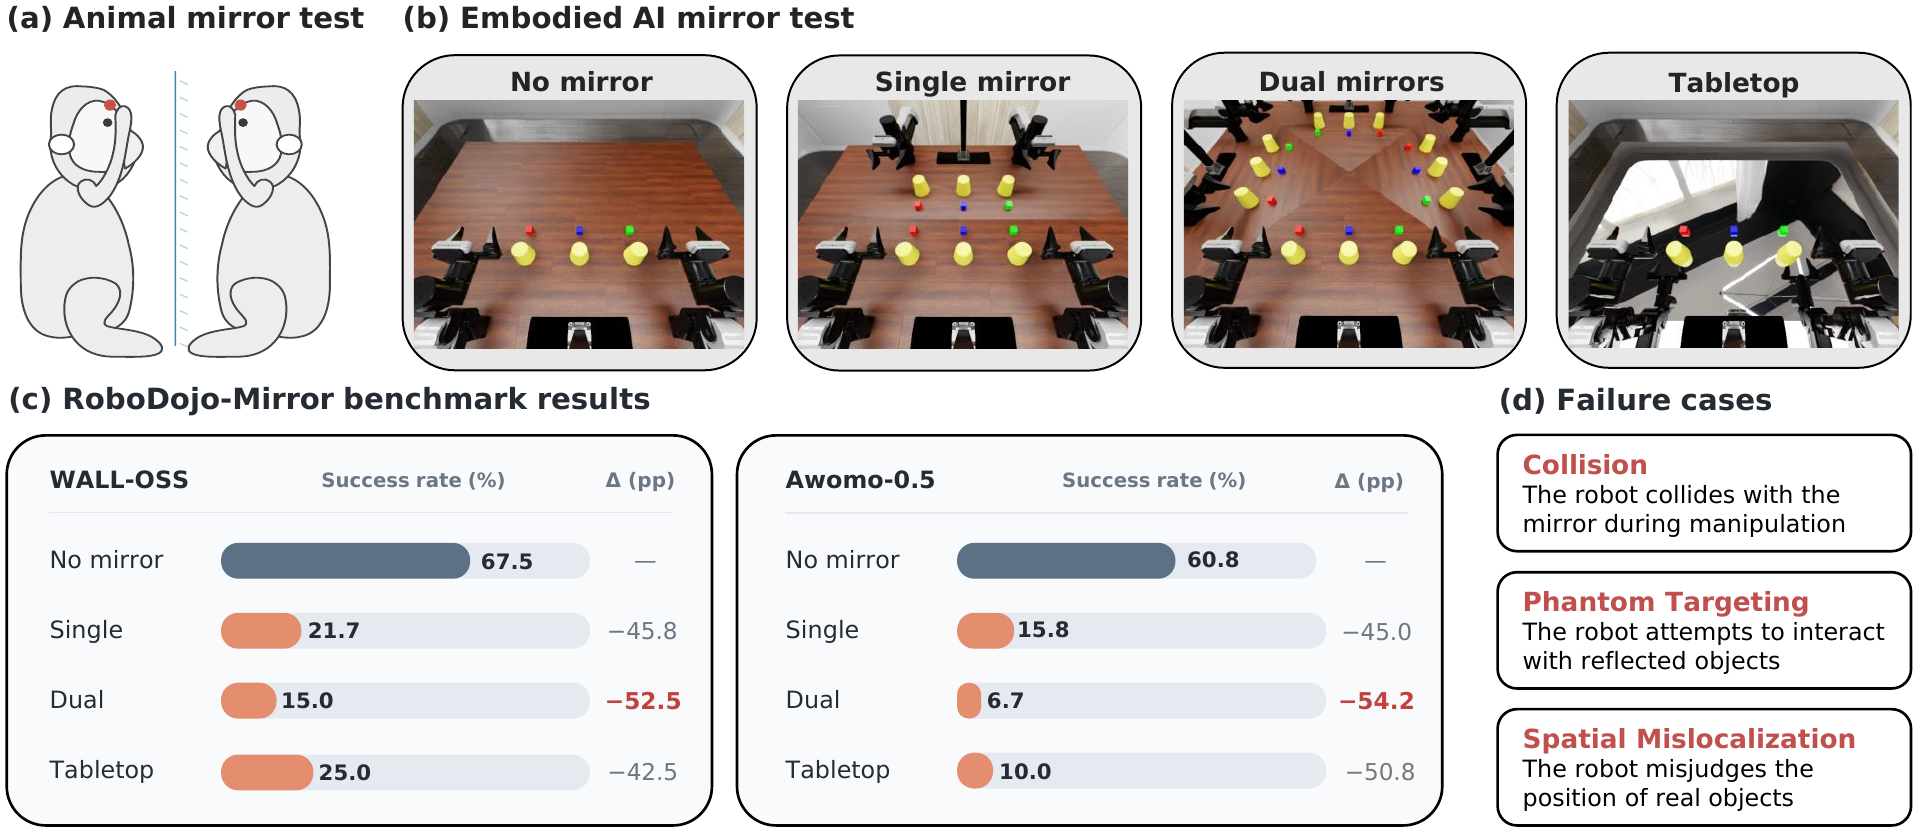 (a) Animal mirror test
(b) Embodied AI mirror test
No mirror
Single mirror
Dual mirrors
Tabletop
(c) RoboDojo-Mirror benchmark results
WALL-OSS Success rate (%) Δ (pp)
No mirror 67.5 —
Single 21.7 −45.8
Dual 15.0 −52.5
Tabletop 25.0 −42.5
Awomo-0.5 Success rate (%) Δ (pp)
No mirror 60.8 —
Single 15.8 −45.0
Dual 6.7 −54.2
Tabletop 10.0 −50.8
(d) Failure cases
Collision
The robot collides with the
mirror during manipulation
Phantom Targeting
The robot attempts to interact
with reflected objects
Spatial Mislocalization
The robot misjudges the
position of real objects